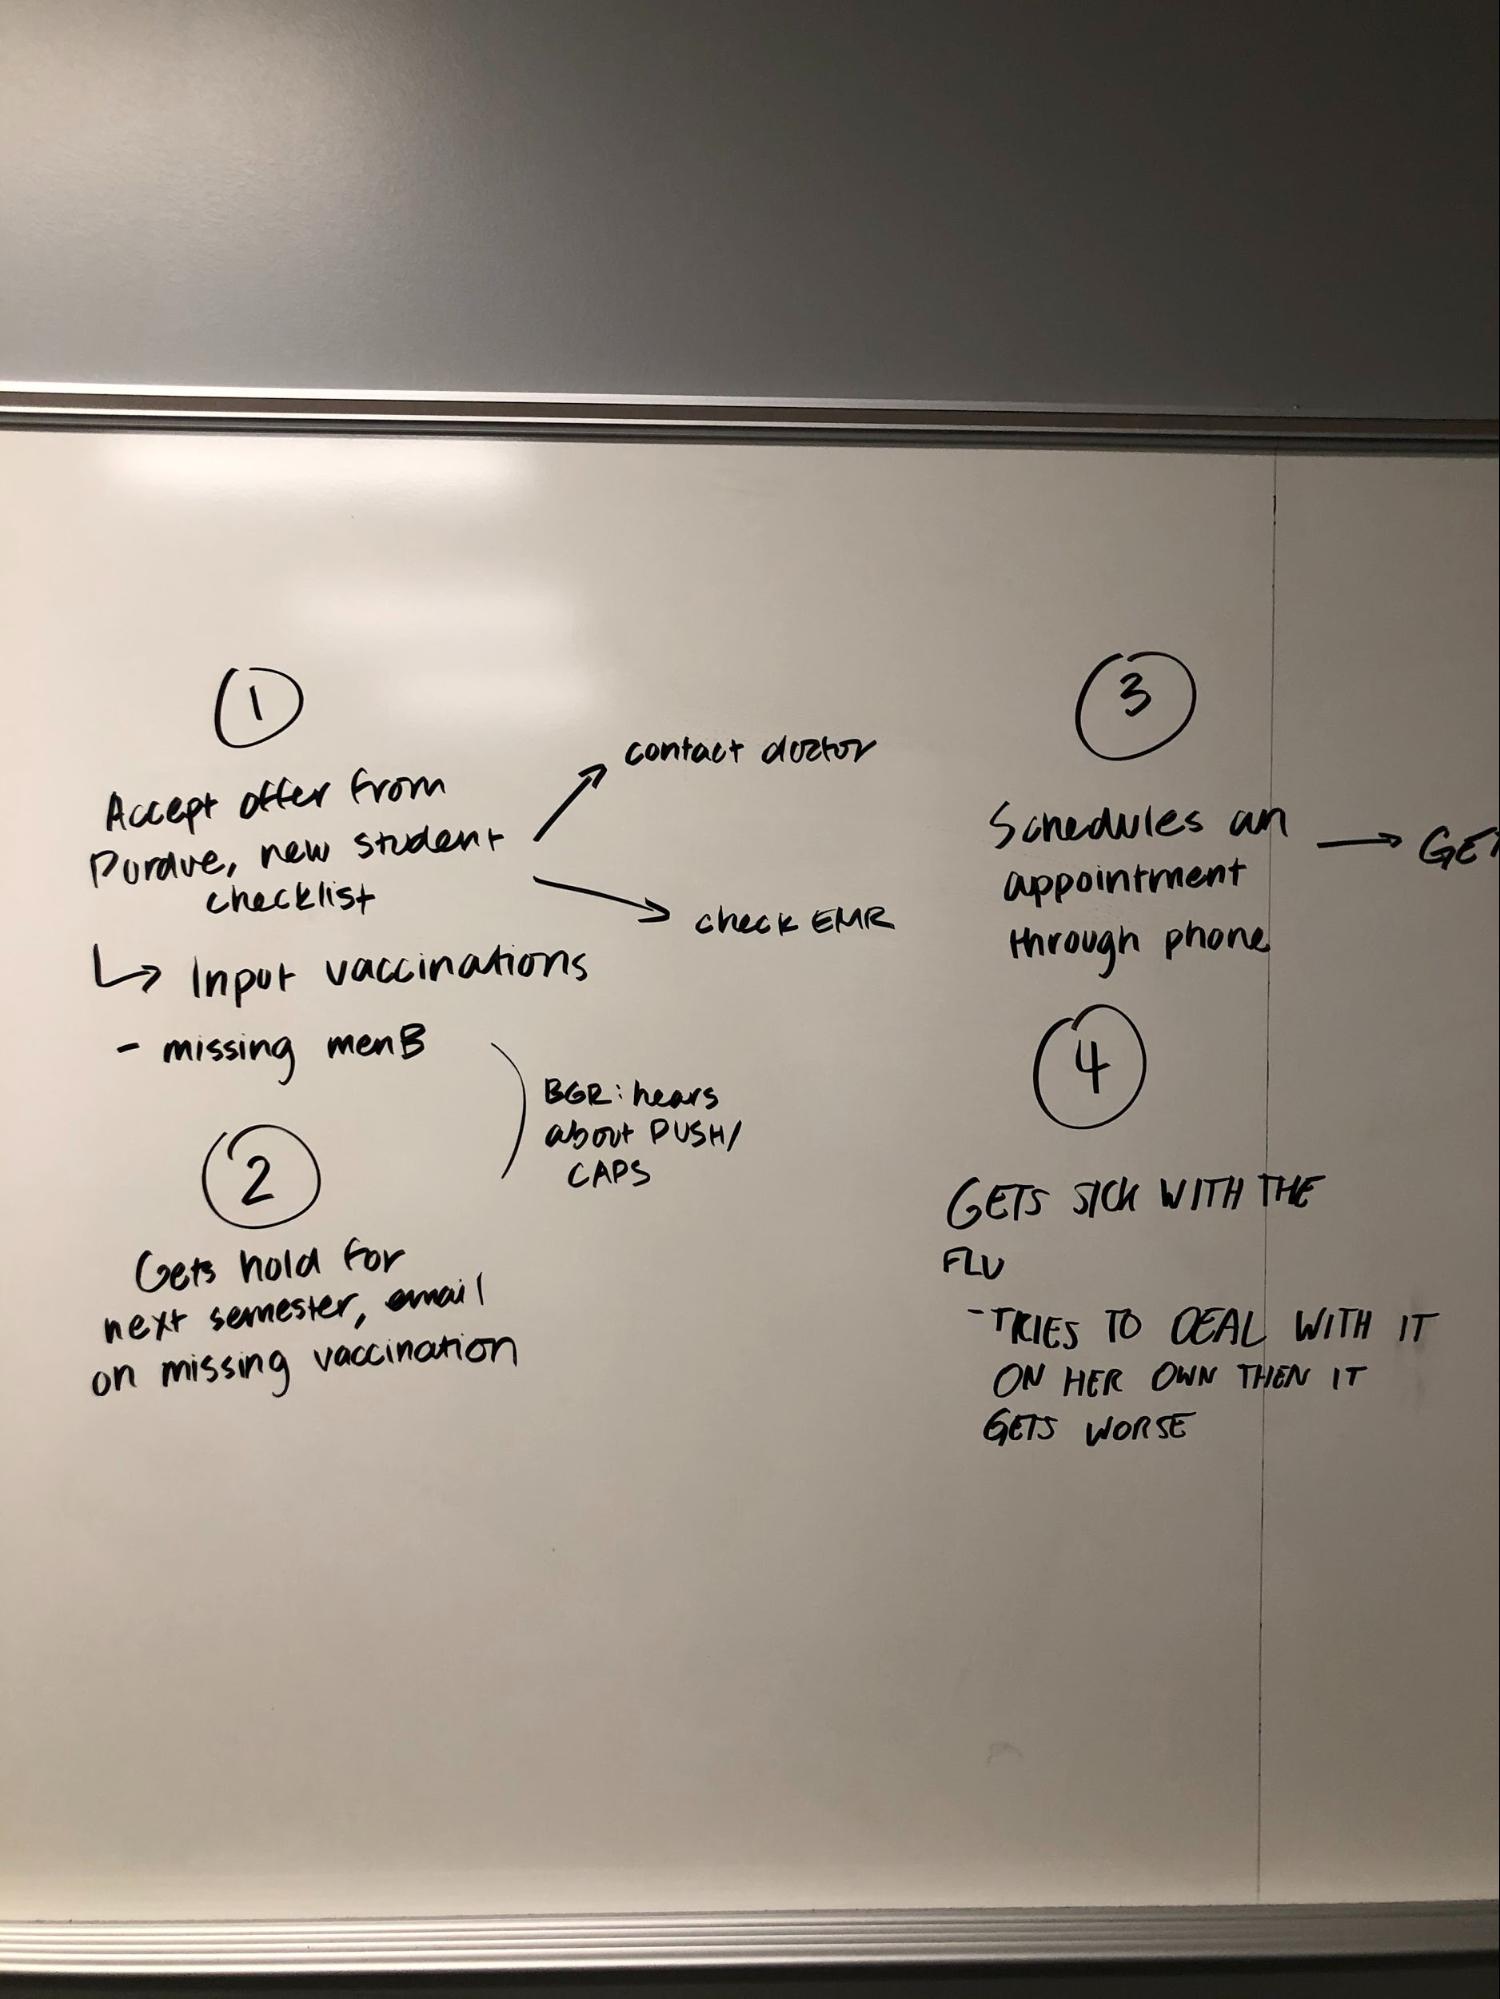 1
Accept offer from
Purdue, new student
checklist
contact doctor
check EMR
Input vaccinations
- missing menB
BGR: hears
about PUSH/
CAPS
2
Gets hold for
next semester, email
on missing vaccination
3
Schedules an
appointment
through phone
GET
4
GETS SICK WITH THE
FLU
- TRIES TO DEAL WITH IT
ON HER OWN THEN IT
GETS WORSE